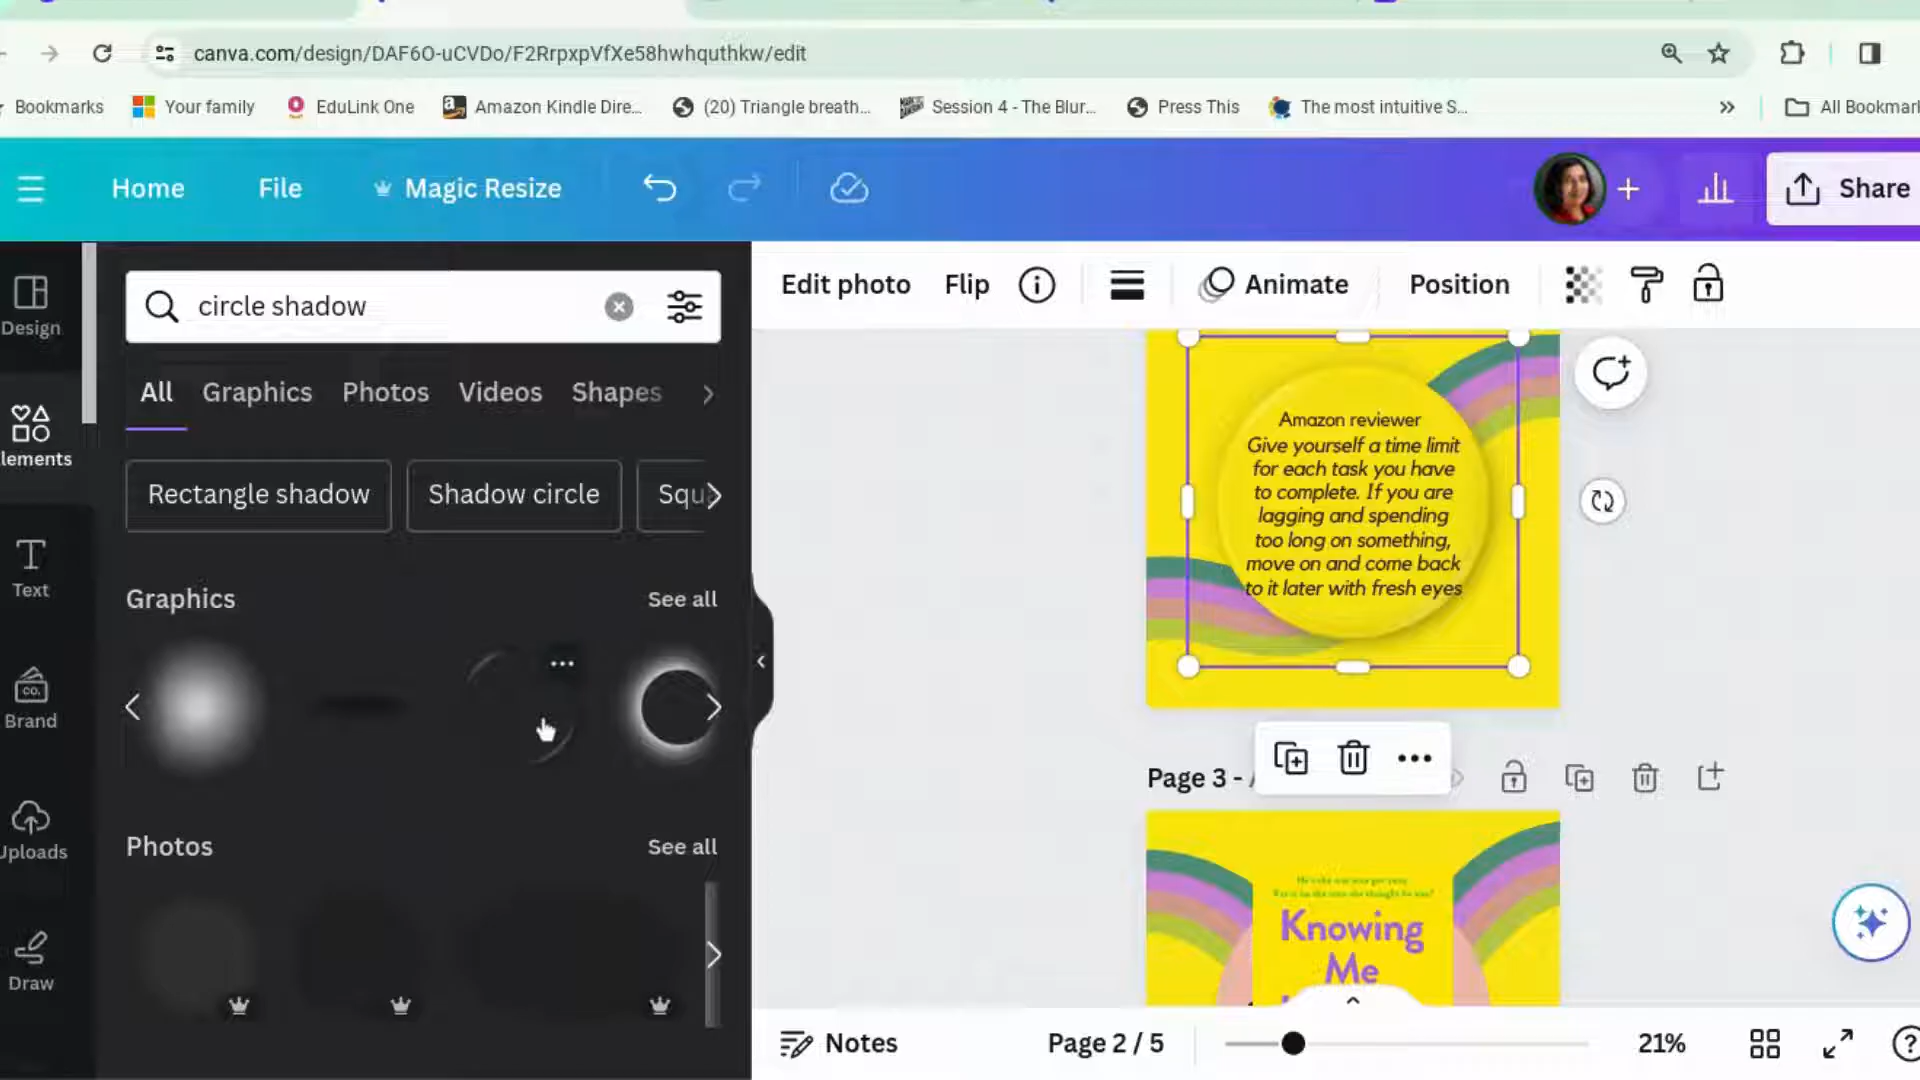 canva.com/design/DAF6O-uCVDo/F2RrpxpVfXe58hwhquthkw/edit
Bookmarks
Your family
EduLink One
Amazon Kindle Dire...
(20) Triangle breath...
Session 4 - The Blur...
Press This
The most intuitive S...
All Bookmar
Home
File
Magic Resize
Share
Design
lements
Text
CO.
Brand
Uploads
Draw
circle shadow
All
Graphics
Photos
Videos
Shapes
Rectangle shadow
Shadow circle
Squ
Graphics
See all
Photos
See all
Edit photo
Flip
Animate
Position
Amazon reviewer
Give yourself a time limit
for each task you have
to complete. If you are
lagging and spending
too long on something,
move on and come back
to it later with fresh eyes
Page 3 -
Knowing
Me
Notes
Page 2 / 5
21%